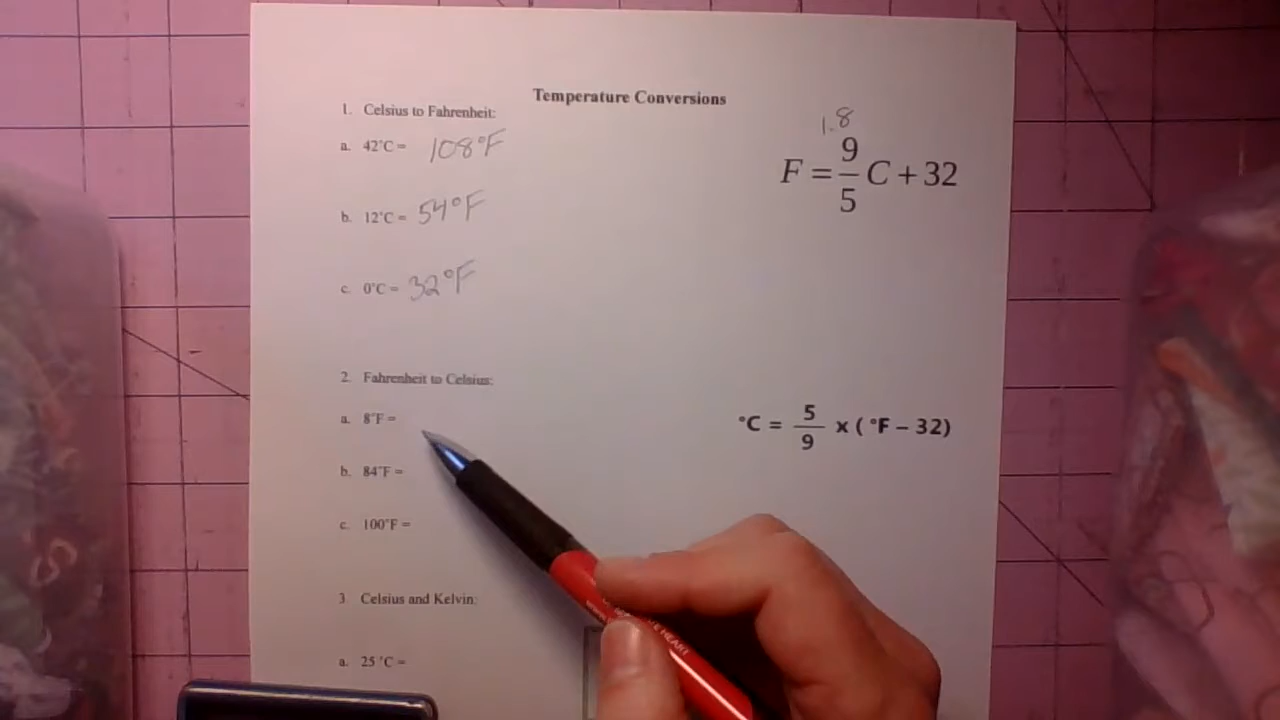 Temperature Conversions
1. Celsius to Fahrenheit:
a. 42°C = 108°F
b. 12°C = 54°F
c. 0°C = 32°F
1.8
F = 9/5 C + 32
2. Fahrenheit to Celsius:
a. 8°F =
b. 84°F =
c. 100°F =
°C = 5/9 x ( °F – 32)
3 Celsius and Kelvin:
a. 25 °C =
HEART